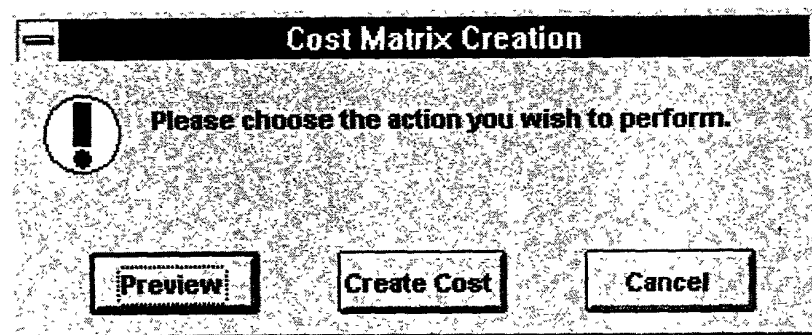 Cost Matrix Creation
Please choose the action you wish to perform.
Preview Create Cost Cancel